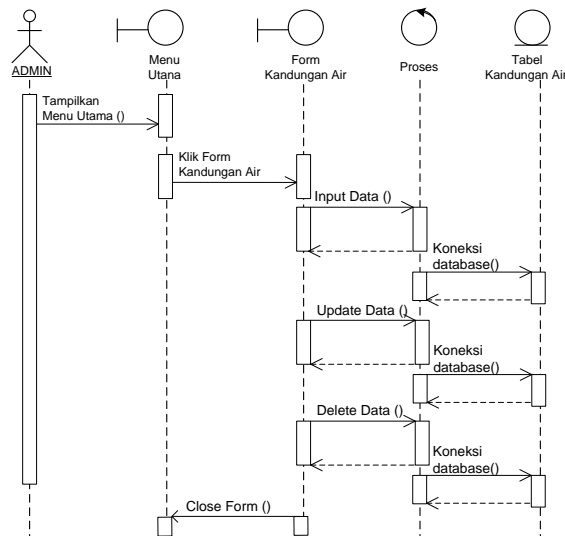 ADMIN
Menu
Utana
Form
Kandungan Air
Proses
Tabel
Kandungan Air
Tampilkan
Menu Utama ()
Klik Form
Kandungan Air
Input Data ()
Koneksi
database()
Update Data ()
Koneksi
database()
Delete Data ()
Koneksi
database()
Close Form ()